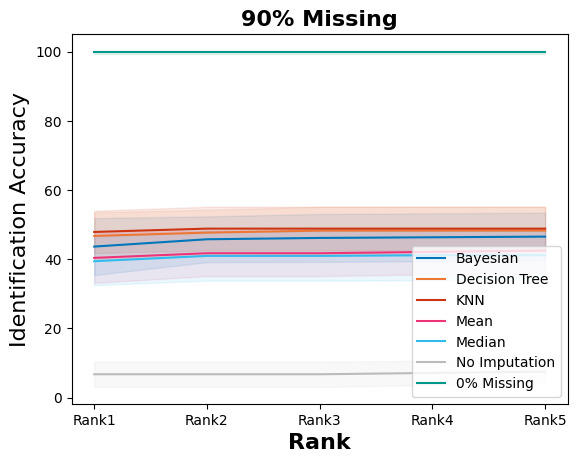 90% Missing
Identification Accuracy
100
80
60
40
20
0
Bayesian
Decision Tree
KNN
Mean
Median
No Imputation
0% Missing
Rank1 Rank2 Rank3 Rank4 Rank5
Rank